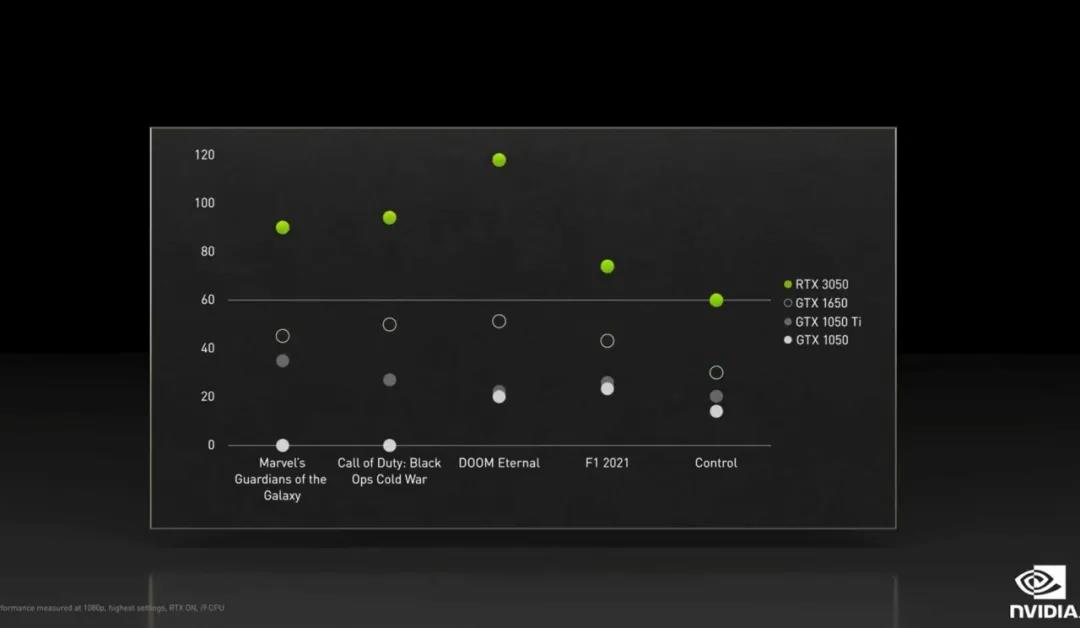 120
100
80
60
40
20
0
Marvel's
Guardians of the
Galaxy
Call of Duty: Black
Ops Cold War
DOOM Eternal
F1 2021
Control
RTX 3050
GTX 1650
GTX 1050 Ti
GTX 1050
formance measured at 1080p, highest settings, RTX ON, i9 CPU
NVIDIA.